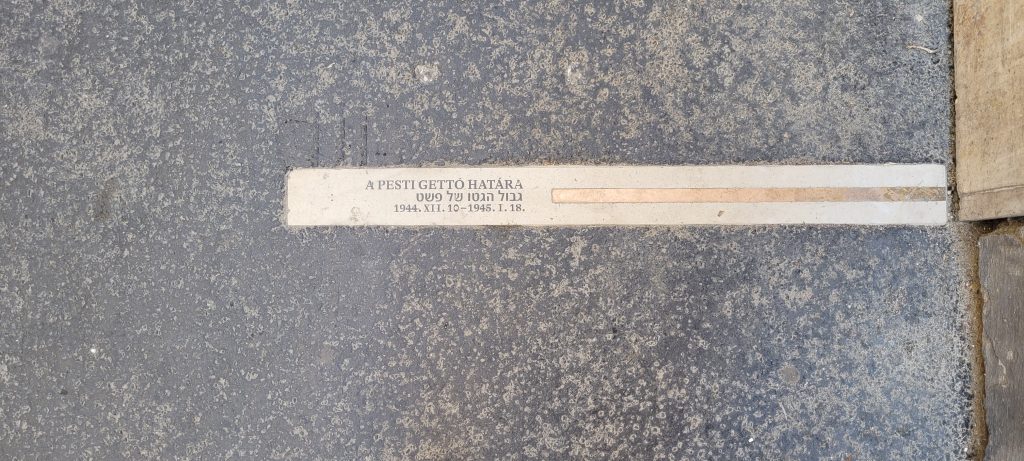 A PESTI GETTÓ HATÁRA
גבול הגטו של פשט
1944. XII. 10–1945. I. 18.